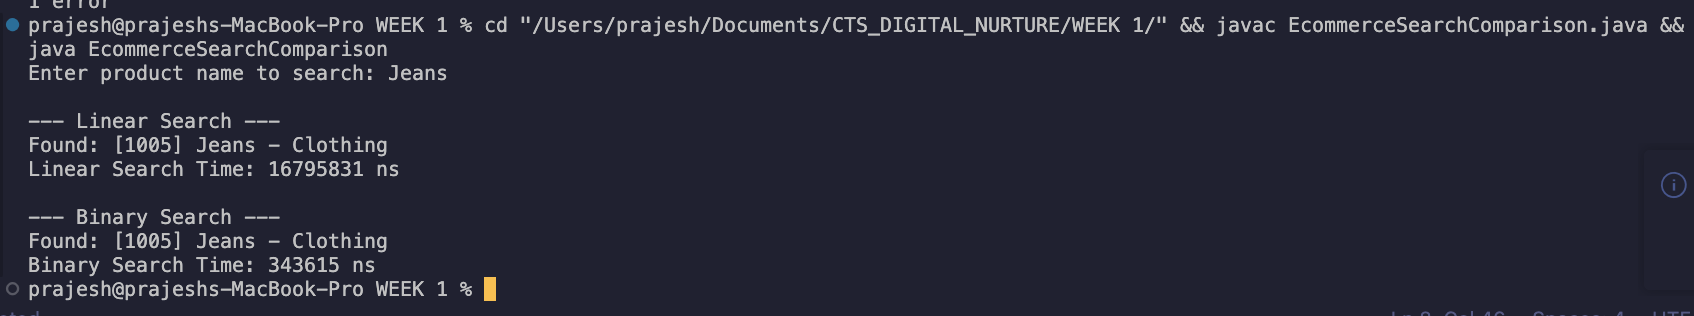 1 error
prajesh@prajeshs-MacBook-Pro WEEK 1 % cd "/Users/prajesh/Documents/CTS_DIGITAL_NURTURE/WEEK 1/" && javac EcommerceSearchComparison.java &&
java EcommerceSearchComparison
Enter product name to search: Jeans
--- Linear Search ---
Found: [1005] Jeans - Clothing
Linear Search Time: 16795831 ns
--- Binary Search ---
Found: [1005] Jeans - Clothing
Binary Search Time: 343615 ns
prajesh@prajeshs-MacBook-Pro WEEK 1 %